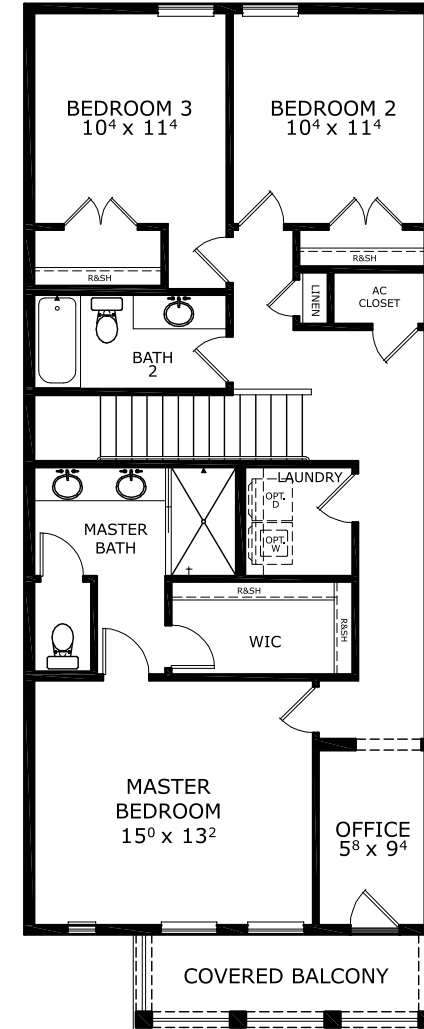 BEDROOM 3
10⁴ x 11⁴
BEDROOM 2
10⁴ x 11⁴
R&SH
R&SH
LINEN
AC
CLOSET
BATH
2
LAUNDRY
OPT.
D
OPT.
W
MASTER
BATH
R&SH
R&SH
WIC
MASTER
BEDROOM
15⁰ x 13²
OFFICE
5⁸ x 9⁴
COVERED BALCONY